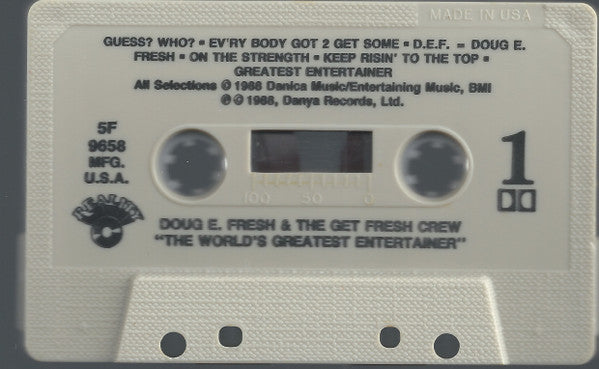 MADE IN USA
GUESS? WHO? ▪ EV'RY BODY GOT 2 GET SOME ▪ D.E.F. = DOUG E.
FRESH ▪ ON THE STRENGTH ▪ KEEP RISIN' TO THE TOP ▪
GREATEST ENTERTAINER
All Selections © 1988 Danica Music/Entertaining Music, BMI
℗ © 1988, Danya Records, Ltd.
5F
9658
MFG.
U.S.A.
1
REALITY
100 50 0
DOUG E. FRESH & THE GET FRESH CREW
"THE WORLD'S GREATEST ENTERTAINER"